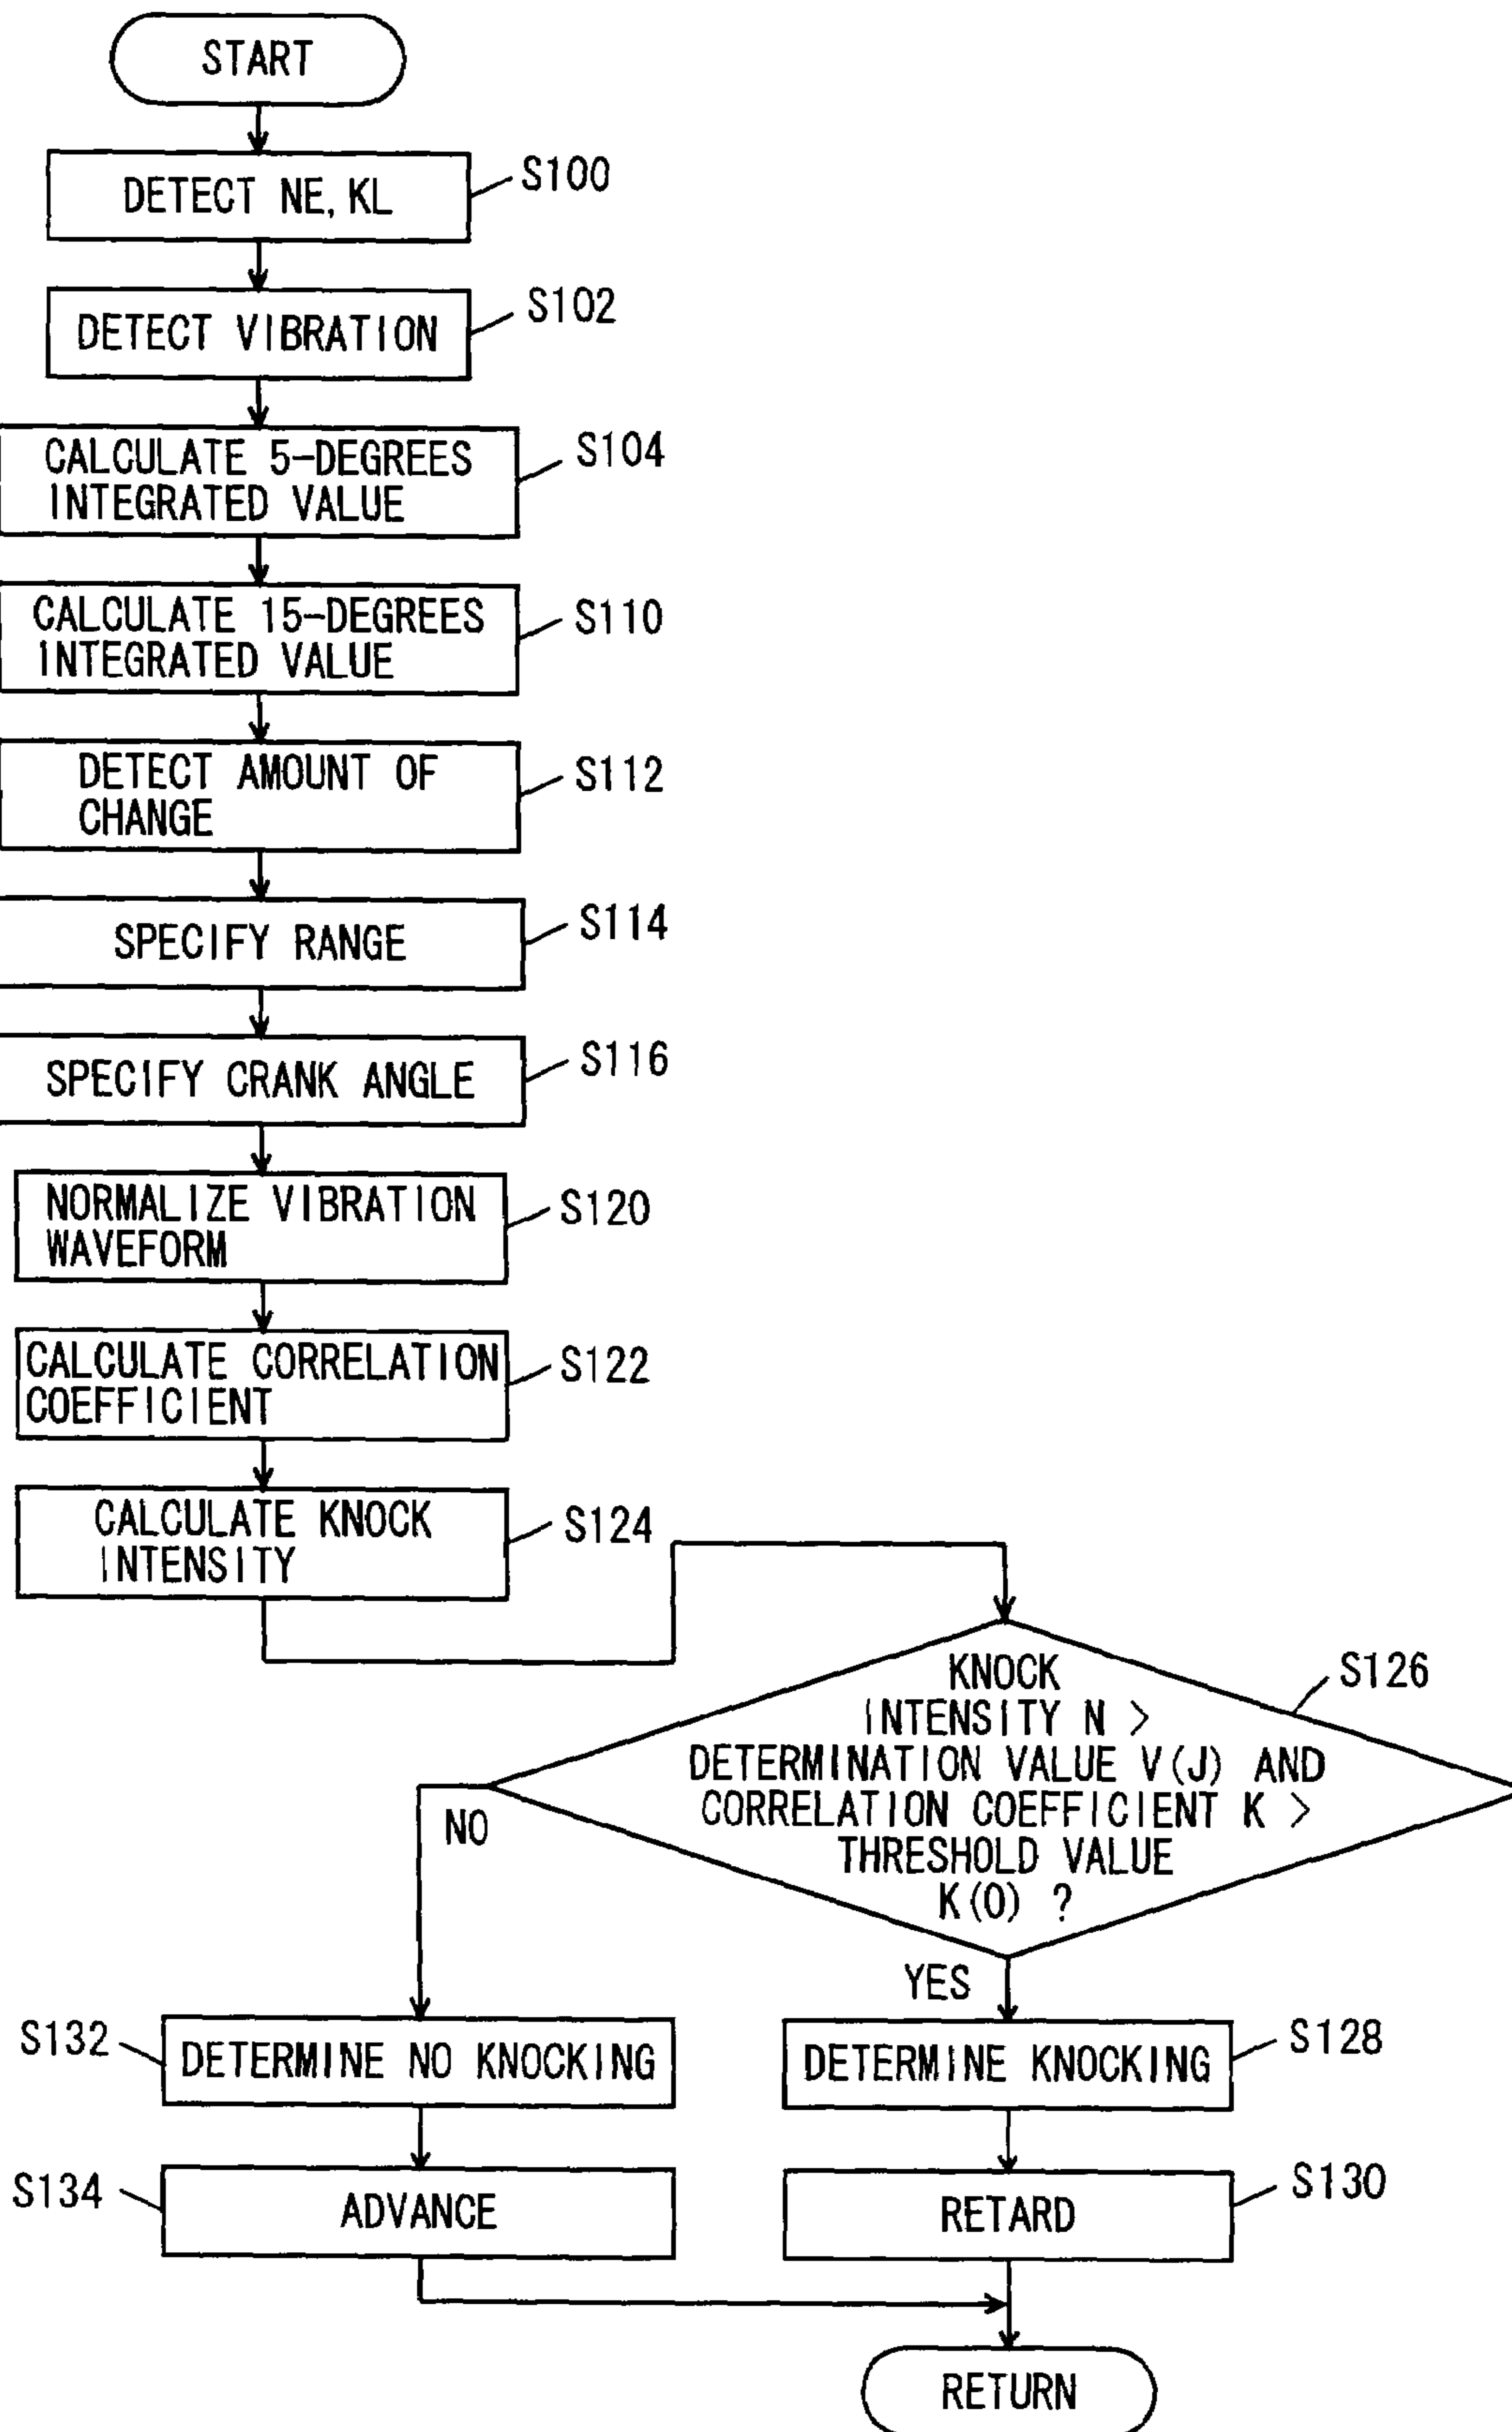 START
DETECT NE, KL
S100
DETECT VIBRATION
S102
CALCULATE 5-DEGREES
INTEGRATED VALUE
S104
CALCULATE 15-DEGREES
INTEGRATED VALUE
S110
DETECT AMOUNT OF
CHANGE
S112
SPECIFY RANGE
S114
SPECIFY CRANK ANGLE
S116
NORMALIZE VIBRATION
WAVEFORM
S120
CALCULATE CORRELATION
COEFFICIENT
S122
CALCULATE KNOCK
INTENSITY
S124
KNOCK
INTENSITY N >
DETERMINATION VALUE V(J) AND
CORRELATION COEFFICIENT K >
THRESHOLD VALUE
K(0) ?
S126
NO
YES
S132
DETERMINE NO KNOCKING
DETERMINE KNOCKING
S128
S134
ADVANCE
RETARD
S130
RETURN